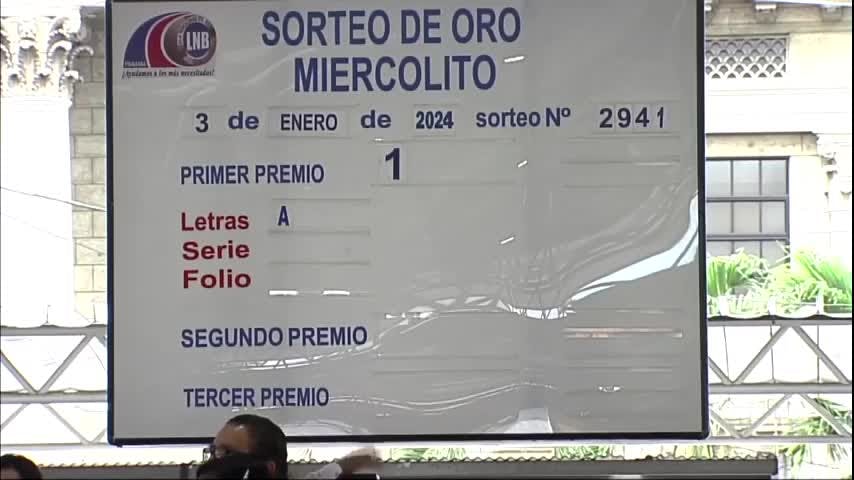 LNB
PANAMÁ
¡Ayudamos a los más necesitados!
SORTEO DE ORO
MIERCOLITO
3 de ENERO de 2024 sorteo Nº 2941
PRIMER PREMIO 1
Letras A
Serie
Folio
SEGUNDO PREMIO
TERCER PREMIO